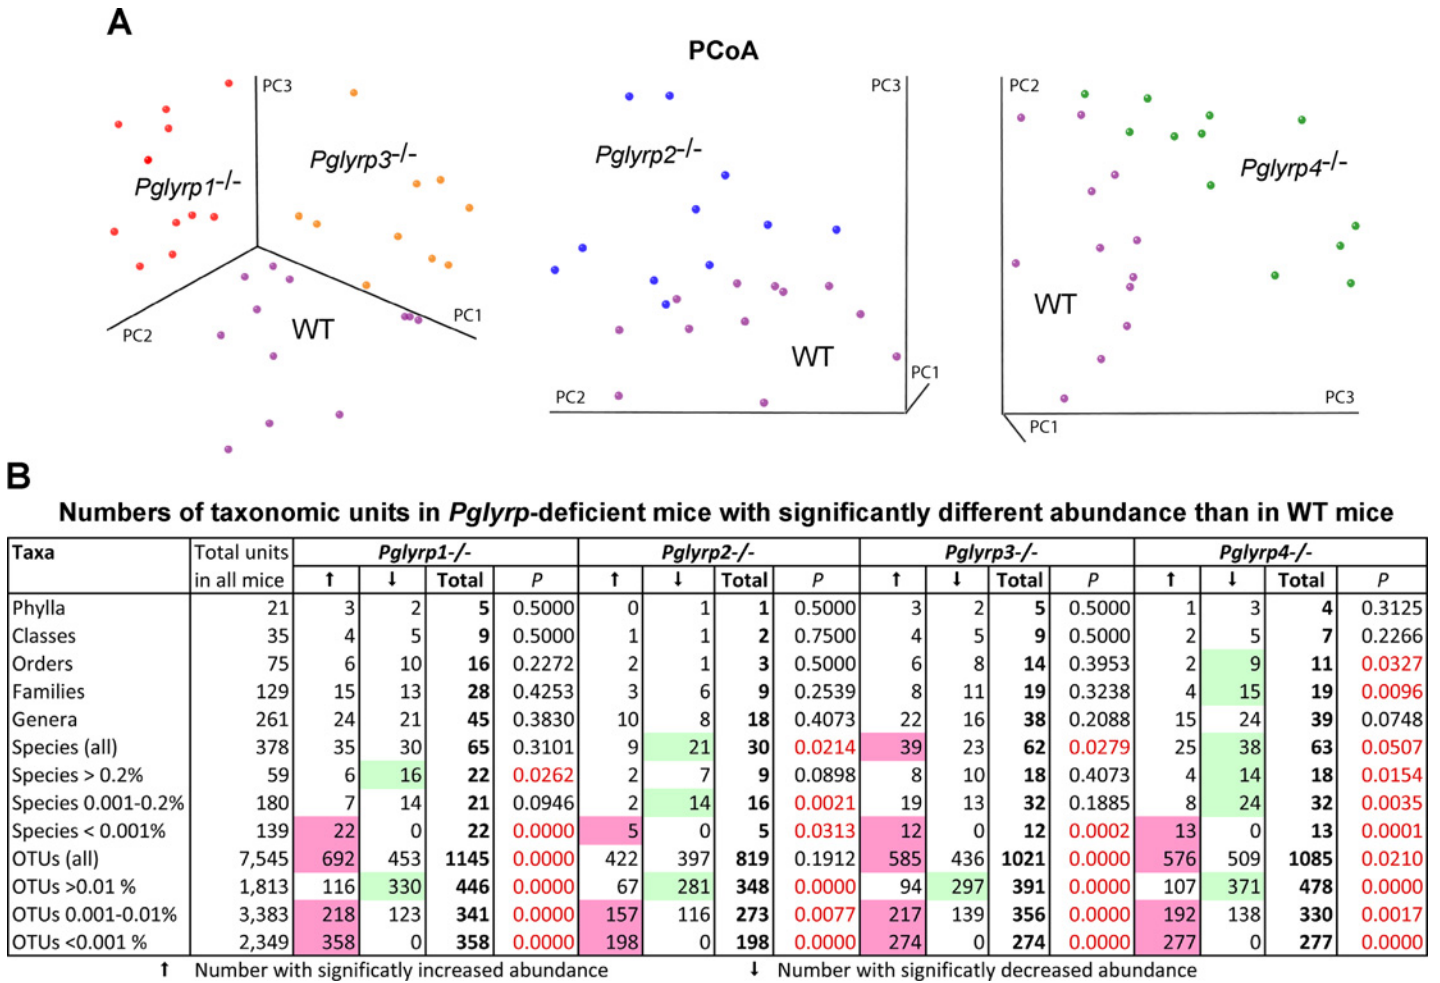 A
PCoA
PC3
Pglyrp1-/-
Pglyrp3-/-
WT
PC2
PC1
PC3
Pglyrp2-/-
WT
PC2
PC1
PC2
Pglyrp4-/-
WT
PC3
PC1
B
Numbers of taxonomic units in Pglyrp-deficient mice with significantly different abundance than in WT mice
Taxa Total units Pglyrp1-/- Pglyrp2-/- Pglyrp3-/- Pglyrp4-/-
in all mice ↑ ↓ Total P ↑ ↓ Total P ↑ ↓ Total P ↑ ↓ Total P
Phylla 21 3 2 5 0.5000 0 1 1 0.5000 3 2 5 0.5000 1 3 4 0.3125
Classes 35 4 5 9 0.5000 1 1 2 0.7500 4 5 9 0.5000 2 5 7 0.2266
Orders 75 6 10 16 0.2272 2 1 3 0.5000 6 8 14 0.3953 2 9 11 0.0327
Families 129 15 13 28 0.4253 3 6 9 0.2539 8 11 19 0.3238 4 15 19 0.0096
Genera 261 24 21 45 0.3830 10 8 18 0.4073 22 16 38 0.2088 15 24 39 0.0748
Species (all) 378 35 30 65 0.3101 9 21 30 0.0214 39 23 62 0.0279 25 38 63 0.0507
Species > 0.2% 59 6 16 22 0.0262 2 7 9 0.0898 8 10 18 0.4073 4 14 18 0.0154
Species 0.001-0.2% 180 7 14 21 0.0946 2 14 16 0.0021 19 13 32 0.1885 8 24 32 0.0035
Species < 0.001% 139 22 0 22 0.0000 5 0 5 0.0313 12 0 12 0.0002 13 0 13 0.0001
OTUs (all) 7,545 692 453 1145 0.0000 422 397 819 0.1912 585 436 1021 0.0000 576 509 1085 0.0210
OTUs >0.01 % 1,813 116 330 446 0.0000 67 281 348 0.0000 94 297 391 0.0000 107 371 478 0.0000
OTUs 0.001-0.01% 3,383 218 123 341 0.0000 157 116 273 0.0077 217 139 356 0.0000 192 138 330 0.0017
OTUs <0.001 % 2,349 358 0 358 0.0000 198 0 198 0.0000 274 0 274 0.0000 277 0 277 0.0000
↑ Number with significatly increased abundance ↓ Number with significatly decreased abundance